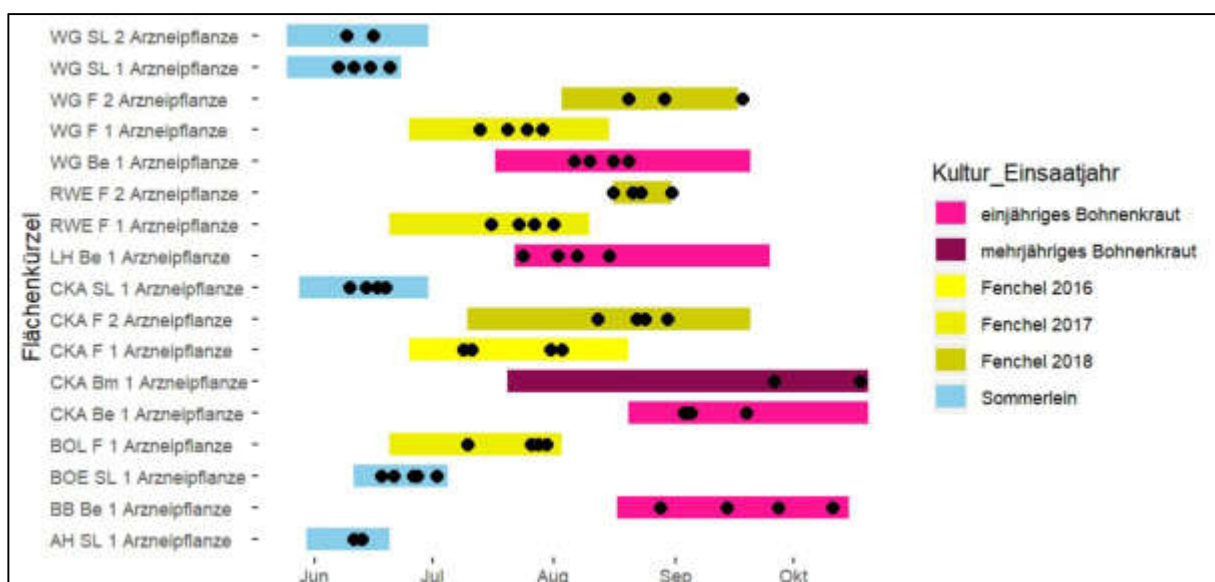 WG SL 2 Arzneipflanze
WG SL 1 Arzneipflanze
WG F 2 Arzneipflanze
WG F 1 Arzneipflanze
WG Be 1 Arzneipflanze
RWE F 2 Arzneipflanze
RWE F 1 Arzneipflanze
LH Be 1 Arzneipflanze
CKA SL 1 Arzneipflanze
CKA F 2 Arzneipflanze
CKA F 1 Arzneipflanze
CKA Bm 1 Arzneipflanze
CKA Be 1 Arzneipflanze
BOL F 1 Arzneipflanze
BOE SL 1 Arzneipflanze
BB Be 1 Arzneipflanze
AH SL 1 Arzneipflanze
Flächenkürzel
Jun Jul Aug Sep Okt
Kultur_Einsaatjahr
einjähriges Bohnenkraut
mehrjähriges Bohnenkraut
Fenchel 2016
Fenchel 2017
Fenchel 2018
Sommerlein